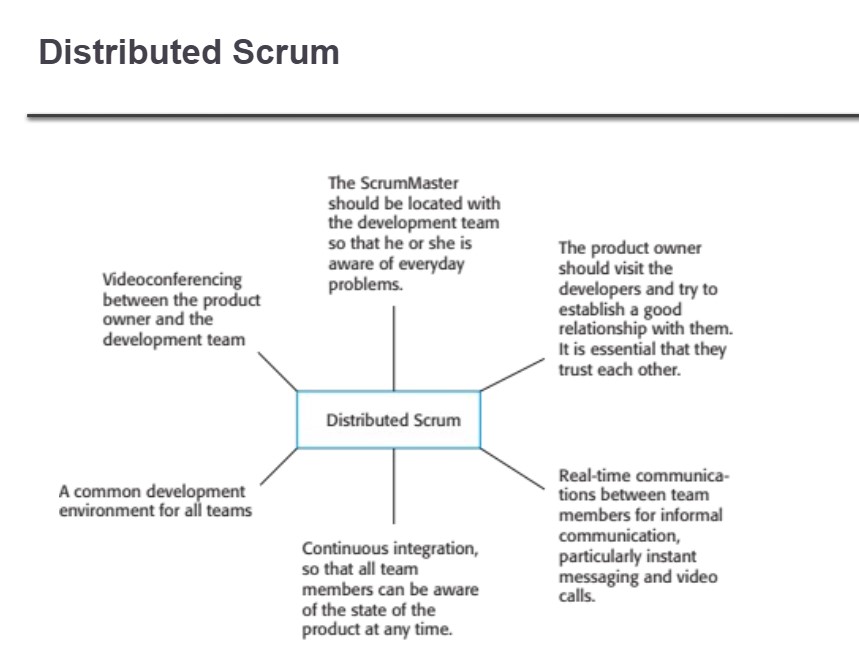 Distributed Scrum
The ScrumMaster
should be located with
the development team
so that he or she is
aware of everyday
problems.
The product owner
should visit the
developers and try to
establish a good
relationship with them.
It is essential that they
trust each other.
Videoconferencing
between the product
owner and the
development team
Distributed Scrum
A common development
environment for all teams
Real-time communica-
tions between team
members for informal
communication,
particularly instant
messaging and video
calls.
Continuous integration,
so that all team
members can be aware
of the state of the
product at any time.